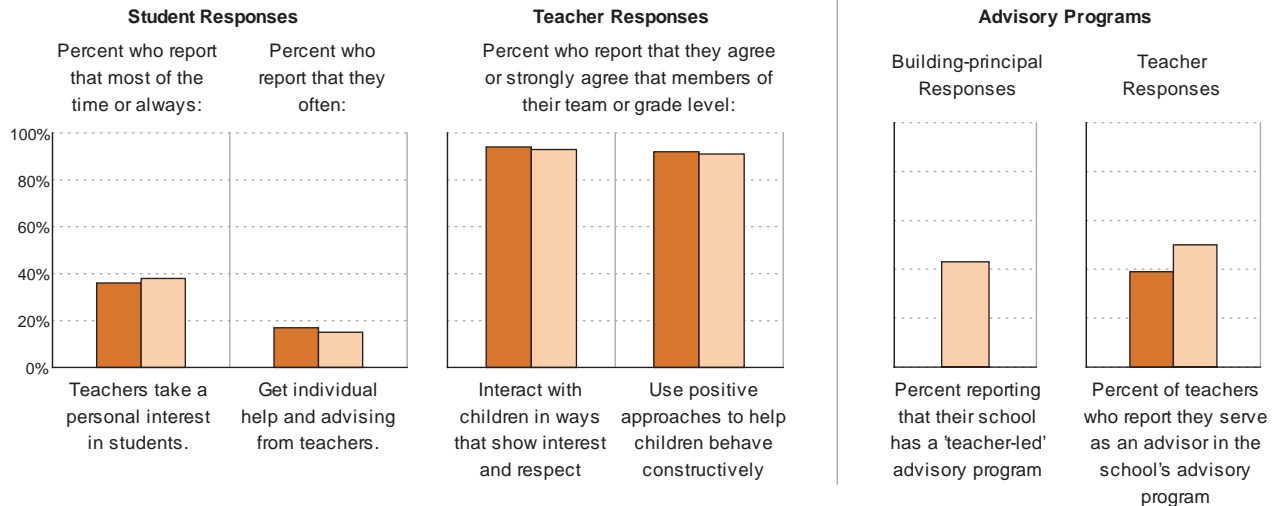 Student Responses
Percent who report
that most of the
time or always:
Percent who
report that they
often:
100%
80%
60%
40%
20%
0%
Teachers take a
personal interest
in students.
Get individual
help and advising
from teachers.
Teacher Responses
Percent who report that they agree
or strongly agree that members of
their team or grade level:
Interact with
children in ways
that show interest
and respect
Use positive
approaches to help
children behave
constructively
Advisory Programs
Building-principal
Responses
Percent reporting
that their school
has a 'teacher-led'
advisory program
Teacher
Responses
Percent of teachers
who report they serve
as an advisor in the
school's advisory
program